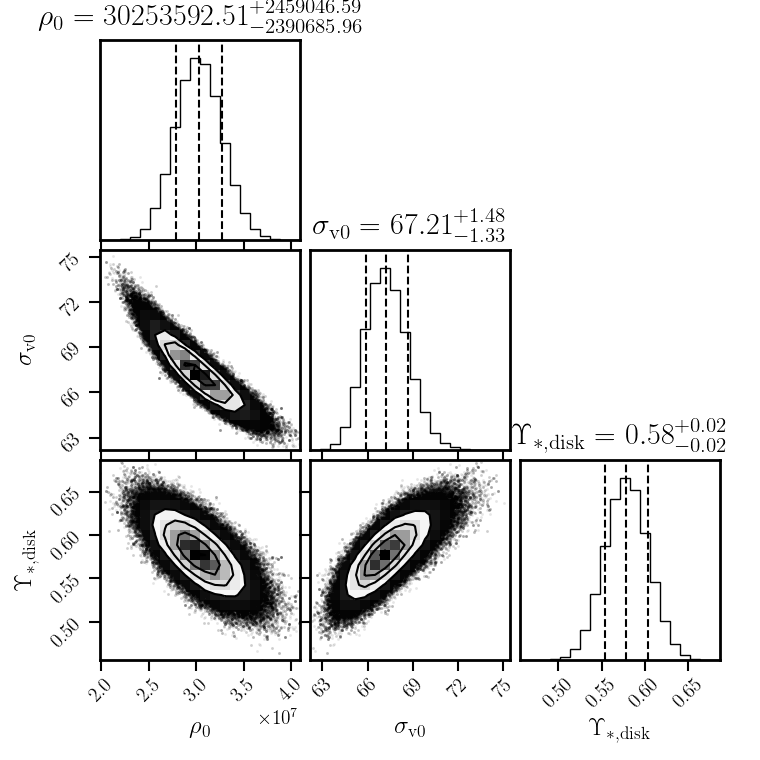 ρ₀ = 30253592.51⁺²⁴⁵⁹⁰⁴⁶·⁵⁹₋₂₃₉₀₆₈₅.₉₆
σᵥ₀ = 67.21⁺¹·⁴⁸₋₁.₃₃
75
72
69
66
63
σᵥ₀
ϒ∗,disk = 0.58⁺⁰·⁰²₋₀.₀₂
0.65
0.60
0.55
0.50
ϒ∗,disk
2.0 2.5 3.0 3.5 4.0
×10⁷
ρ₀
63 66 69 72 75
σᵥ₀
0.50 0.55 0.60 0.65
ϒ∗,disk